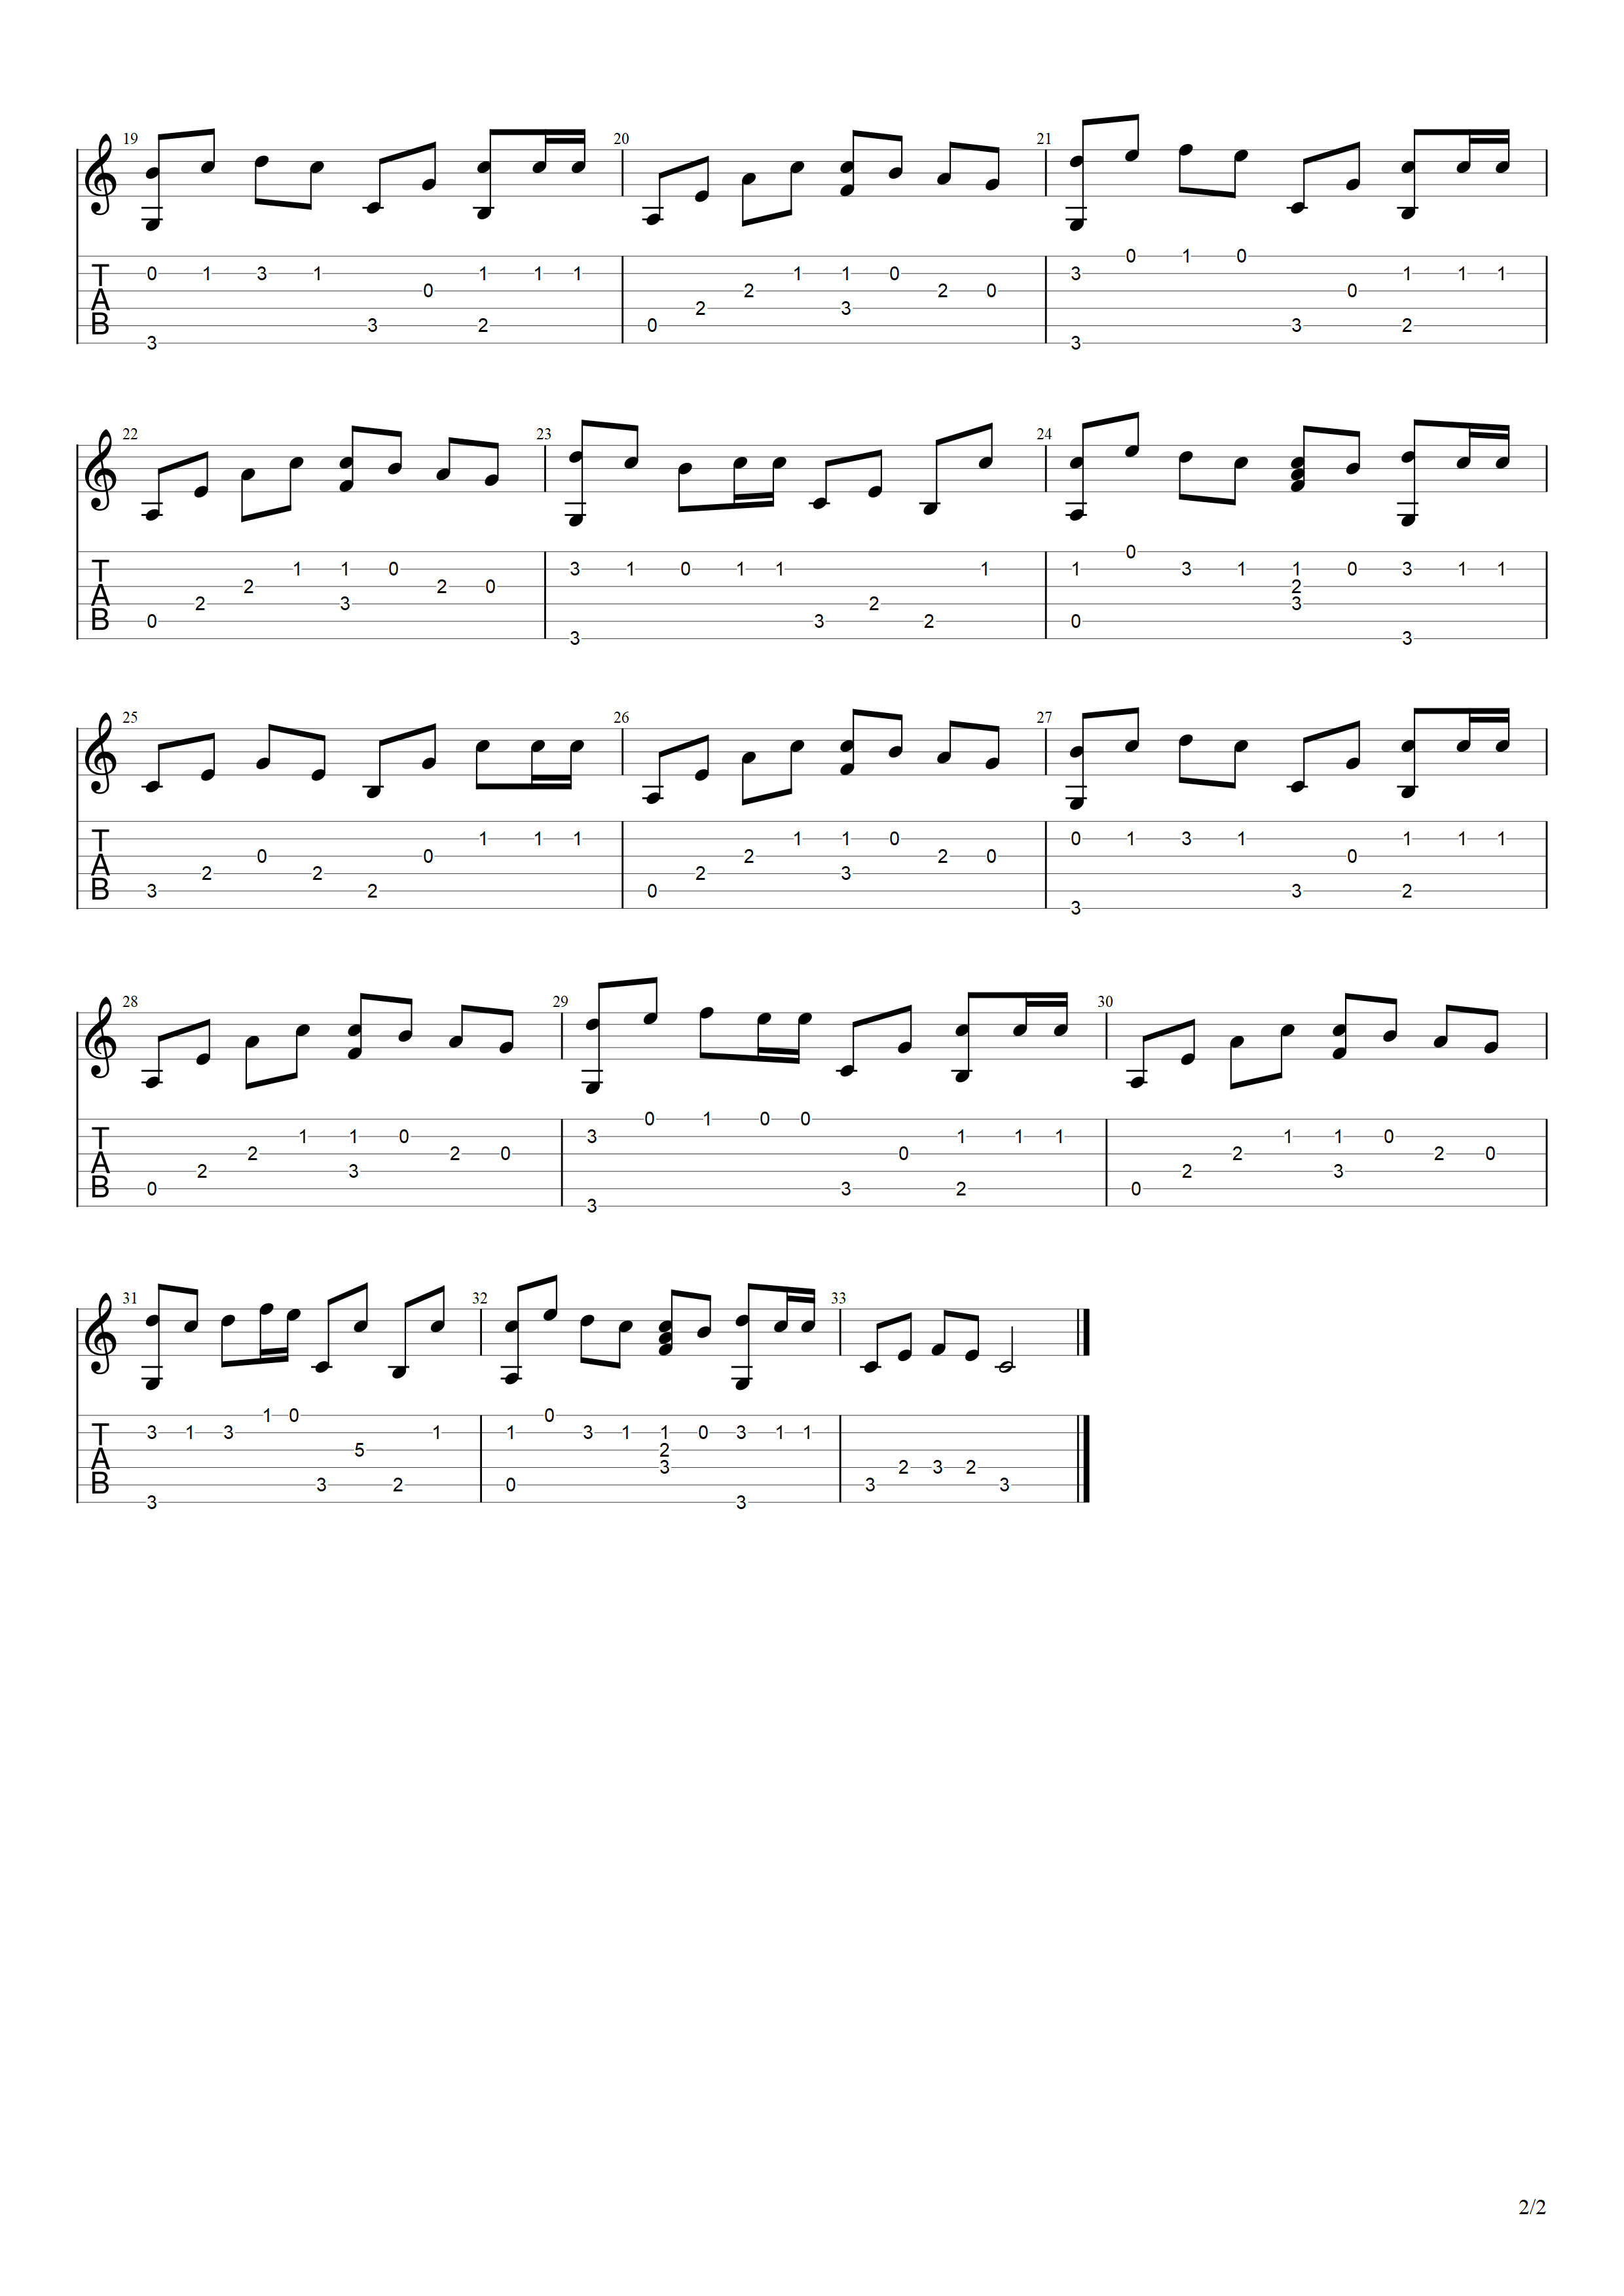 19 20 21
0 1 0
T 0 1 3 1 1 1 1 1 1 0 3 1 1 1
0 2 2 0 0
A 2 3
B 3 2 0 3 2
3 3
22 23 24
0
T 1 1 0 3 1 0 1 1 1 1 3 1 1 0 3 1 1
2 2 0 2
A 2 3 2 3
B 0 3 2 0
3 3
25 26 27
T 1 1 1 1 1 0 0 1 3 1 1 1 1
0 0 2 2 0 0
A 2 2 2 3
B 3 2 0 3 2
3 3
28 29 30
0 1 0 0
T 1 1 0 3 1 1 1 1 1 0
2 2 0 0 2 2 0
A 2 3 2 3
B 0 3 2 0
3
31 32 33
1 0 0
T 3 1 3 1 1 3 1 1 0 3 1 1
5 2
A 3 2 3 2
B 3 2 0 3 3
3 3
2/2